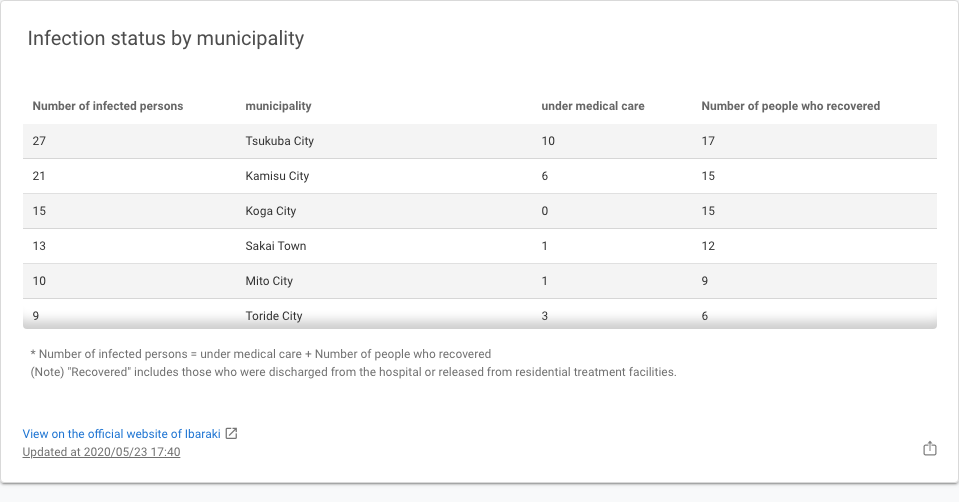 Infection status by municipality
Number of infected persons municipality under medical care Number of people who recovered
27 Tsukuba City 10 17
21 Kamisu City 6 15
15 Koga City 0 15
13 Sakai Town 1 12
10 Mito City 1 9
9 Toride City 3 6
* Number of infected persons = under medical care + Number of people who recovered
(Note) "Recovered" includes those who were discharged from the hospital or released from residential treatment facilities.
View on the official website of Ibaraki
Updated at 2020/05/23 17:40